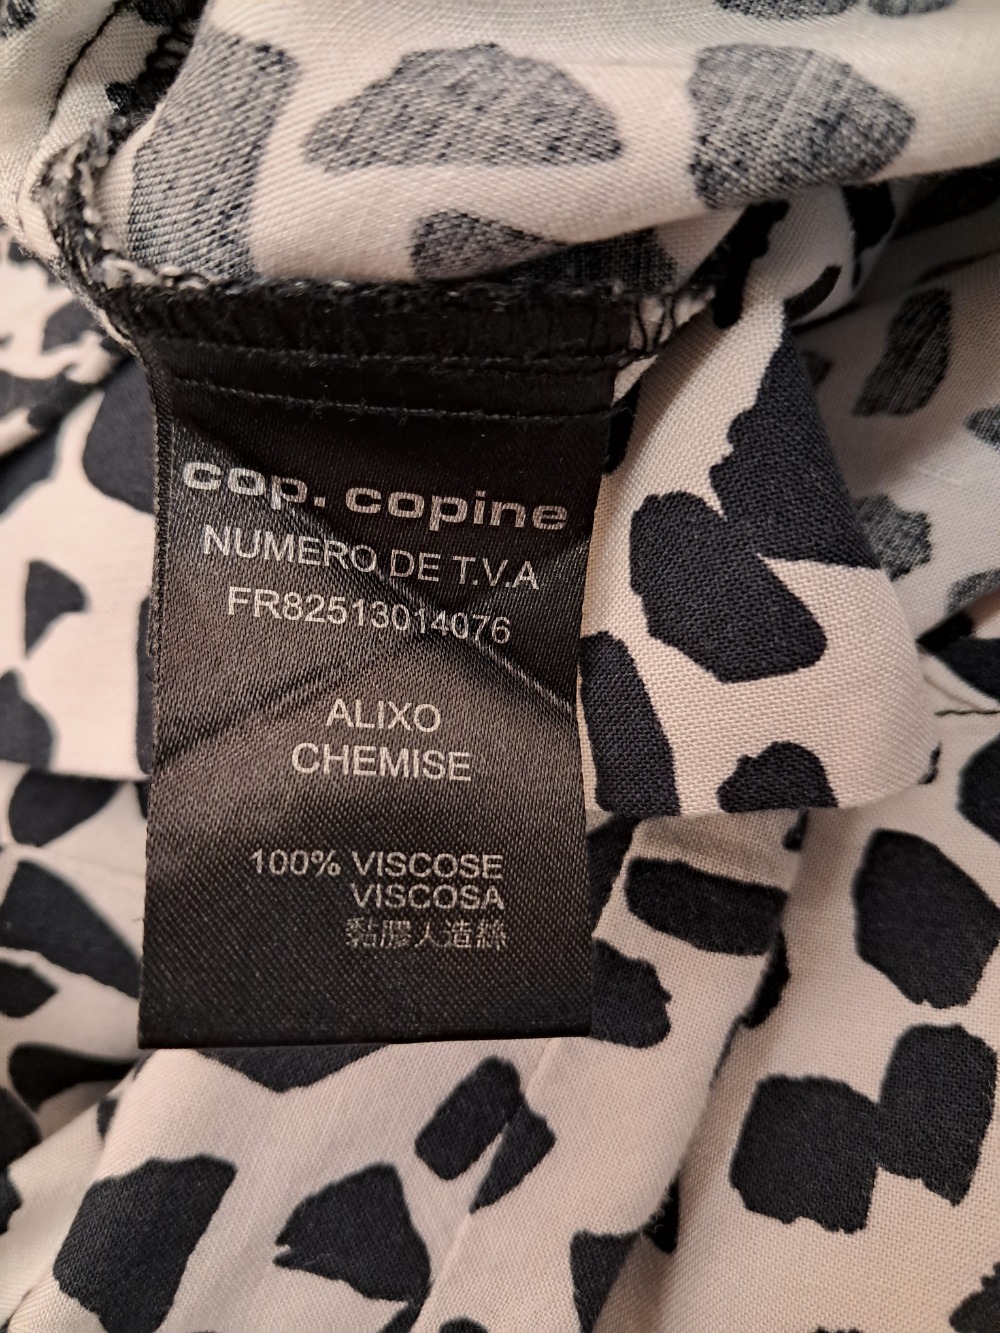 cop. copine
NUMERO DE T.V.A
FR82513014076
ALIXO
CHEMISE
100% VISCOSE
VISCOSA
黏膠人造絲